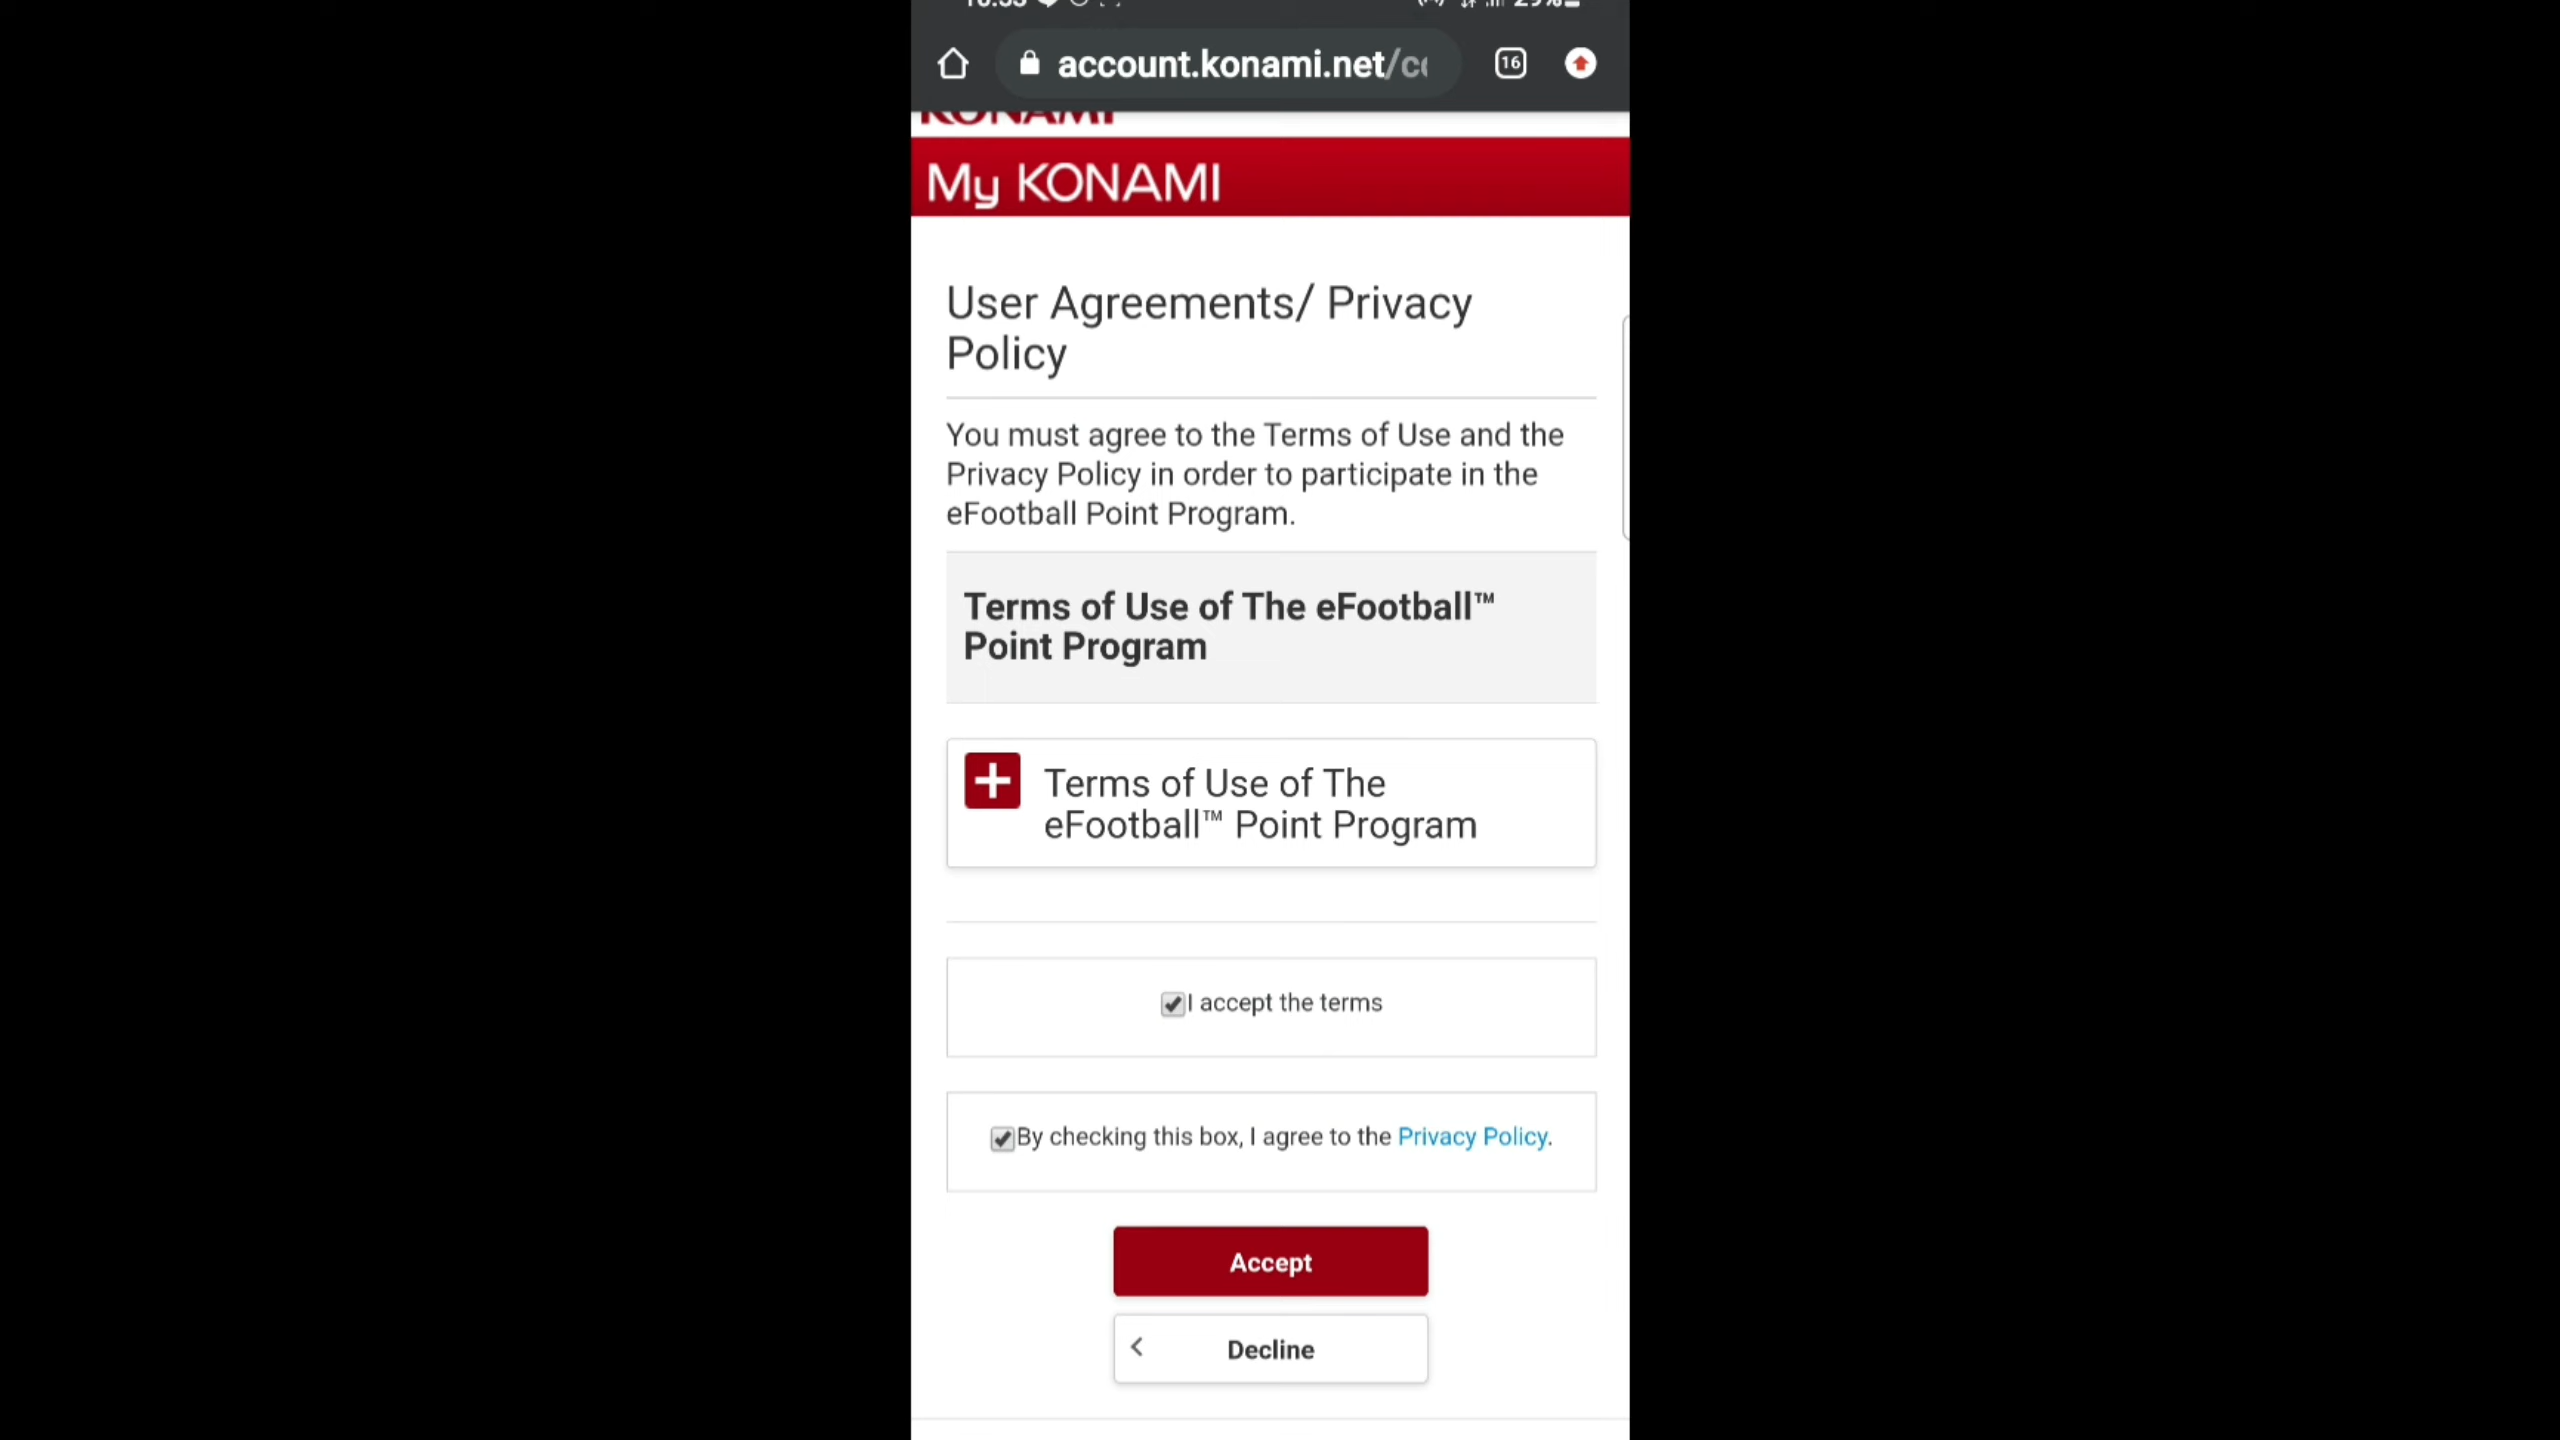 account.konami.net/c
16
KONAMI
My KONAMI
User Agreements/ Privacy
Policy
You must agree to the Terms of Use and the
Privacy Policy in order to participate in the
eFootball Point Program.
Terms of Use of The eFootball™
Point Program
Terms of Use of The
eFootball™ Point Program
I accept the terms
By checking this box, I agree to the Privacy Policy.
Accept
Decline